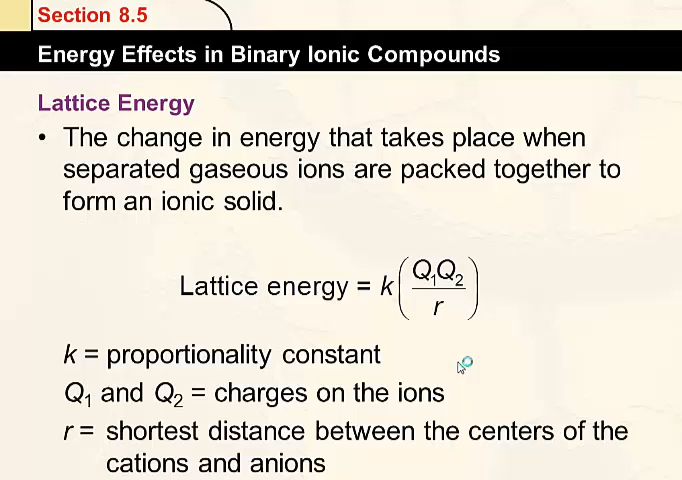 Section 8.5
Energy Effects in Binary Ionic Compounds
Lattice Energy
• The change in energy that takes place when
separated gaseous ions are packed together to
form an ionic solid.
Lattice energy = k(Q₁Q₂/r)
k = proportionality constant
Q₁ and Q₂ = charges on the ions
r = shortest distance between the centers of the
cations and anions